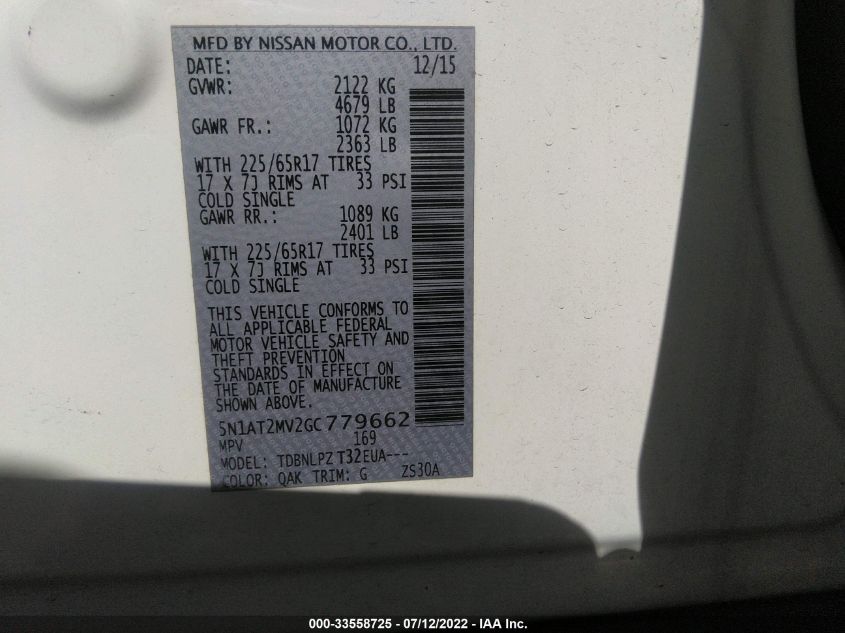 MFD BY NISSAN MOTOR CO., LTD.
DATE: 12/15
GVWR: 2122 KG
4679 LB
GAWR FR.: 1072 KG
2363 LB
WITH 225/65R17 TIRES
17 X 7J RIMS AT 33 PSI
COLD SINGLE
GAWR RR.: 1089 KG
2401 LB
WITH 225/65R17 TIRES
17 X 7J RIMS AT 33 PSI
COLD SINGLE
THIS VEHICLE CONFORMS TO
ALL APPLICABLE FEDERAL
MOTOR VEHICLE SAFETY AND
THEFT PREVENTION
STANDARDS IN EFFECT ON
THE DATE OF MANUFACTURE
SHOWN ABOVE.
5N1AT2MV2GC779662
MPV 169
MODEL: TDBNLPZ T32EUA---
COLOR: QAK TRIM: G ZS30A
000-33558725 - 07/12/2022 - IAA Inc.